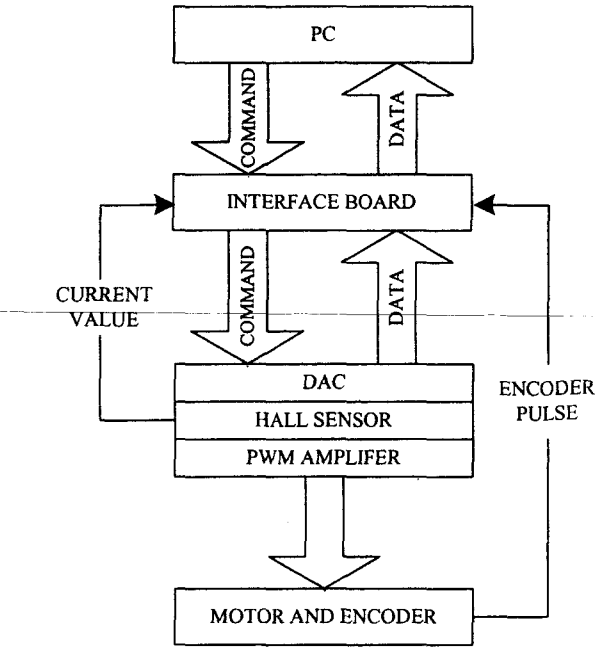 PC
COMMAND
DATA
INTERFACE BOARD
COMMAND
DATA
CURRENT
VALUE
DAC
HALL SENSOR
PWM AMPLIFER
ENCODER
PULSE
MOTOR AND ENCODER